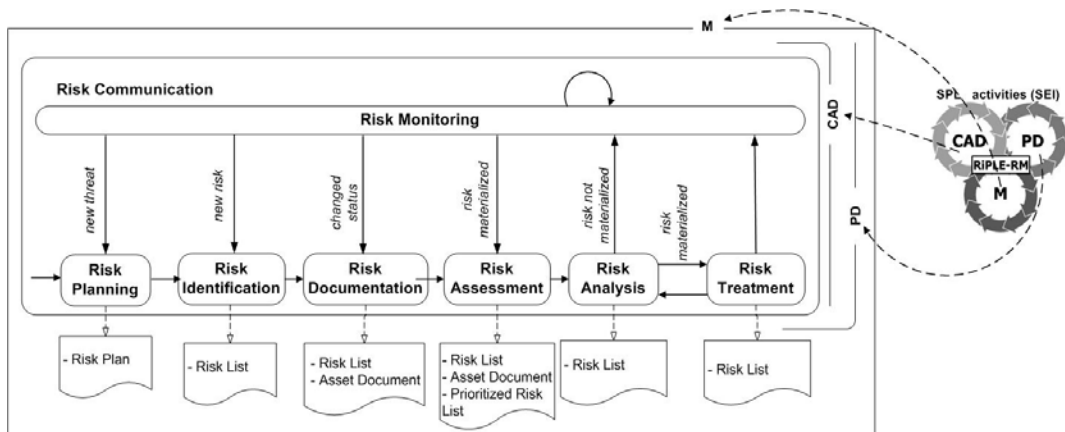 M
Risk Communication
Risk Monitoring
SPL activities (SEI)
CAD
PD
RiPLE-RM
M
CAD
PD
new threat
new risk
changed
status
risk
materialized
risk not
materialized
risk
materialized
Risk
Planning
Risk
Identification
Risk
Documentation
Risk
Assessment
Risk
Analysis
Risk
Treatment
- Risk Plan
- Risk List
- Risk List
- Asset Document
- Risk List
- Asset Document
- Prioritized Risk
List
- Risk List
- Risk List